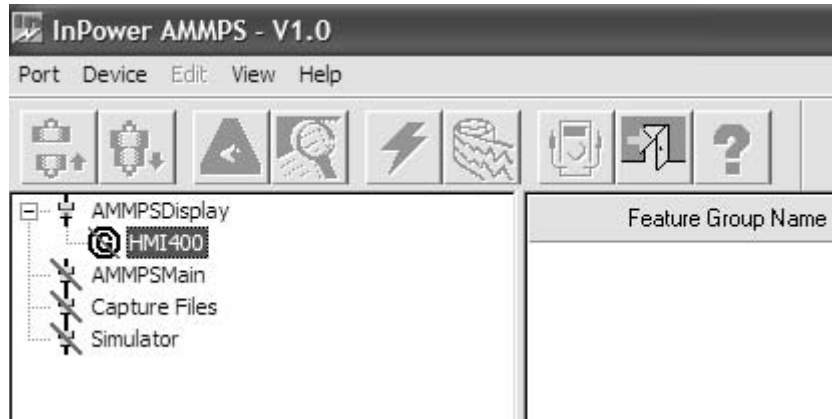 InPower AMMPS - V1.0
Port Device Edit View Help
AMMPSDisplay
HMI400
AMMPSMain
Capture Files
Simulator
Feature Group Name